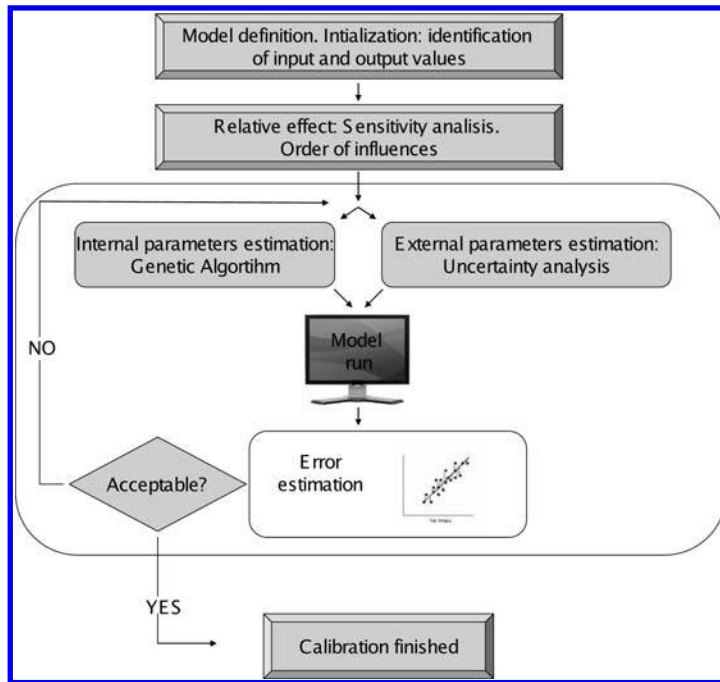 Model definition. Intialization: identification
of input and output values
Relative effect: Sensitivity analisis.
Order of influences
Internal parameters estimation:
Genetic Algortihm
External parameters estimation:
Uncertainty analysis
Model
run
NO
Error
estimation
Acceptable?
YES
Calibration finished